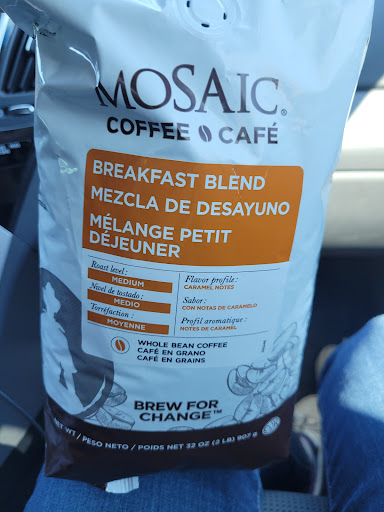 MOSAIC®
COFFEE CAFÉ
BREAKFAST BLEND
MEZCLA DE DESAYUNO
MÉLANGE PETIT
DÉJEUNER
Roast level:
MEDIUM
Nivel de tostado:
MEDIO
Torréfaction:
MOYENNE
Flavor profile:
CARAMEL NOTES
Sabor:
CON NOTAS DE CARAMELO
Profil aromatique:
NOTES DE CARAMEL
WHOLE BEAN COFFEE
CAFÉ EN GRANO
CAFÉ EN GRAINS
BREW FOR
CHANGE™
WT / PESO NETO / POIDS NET 32 OZ (2 LB) 907 g